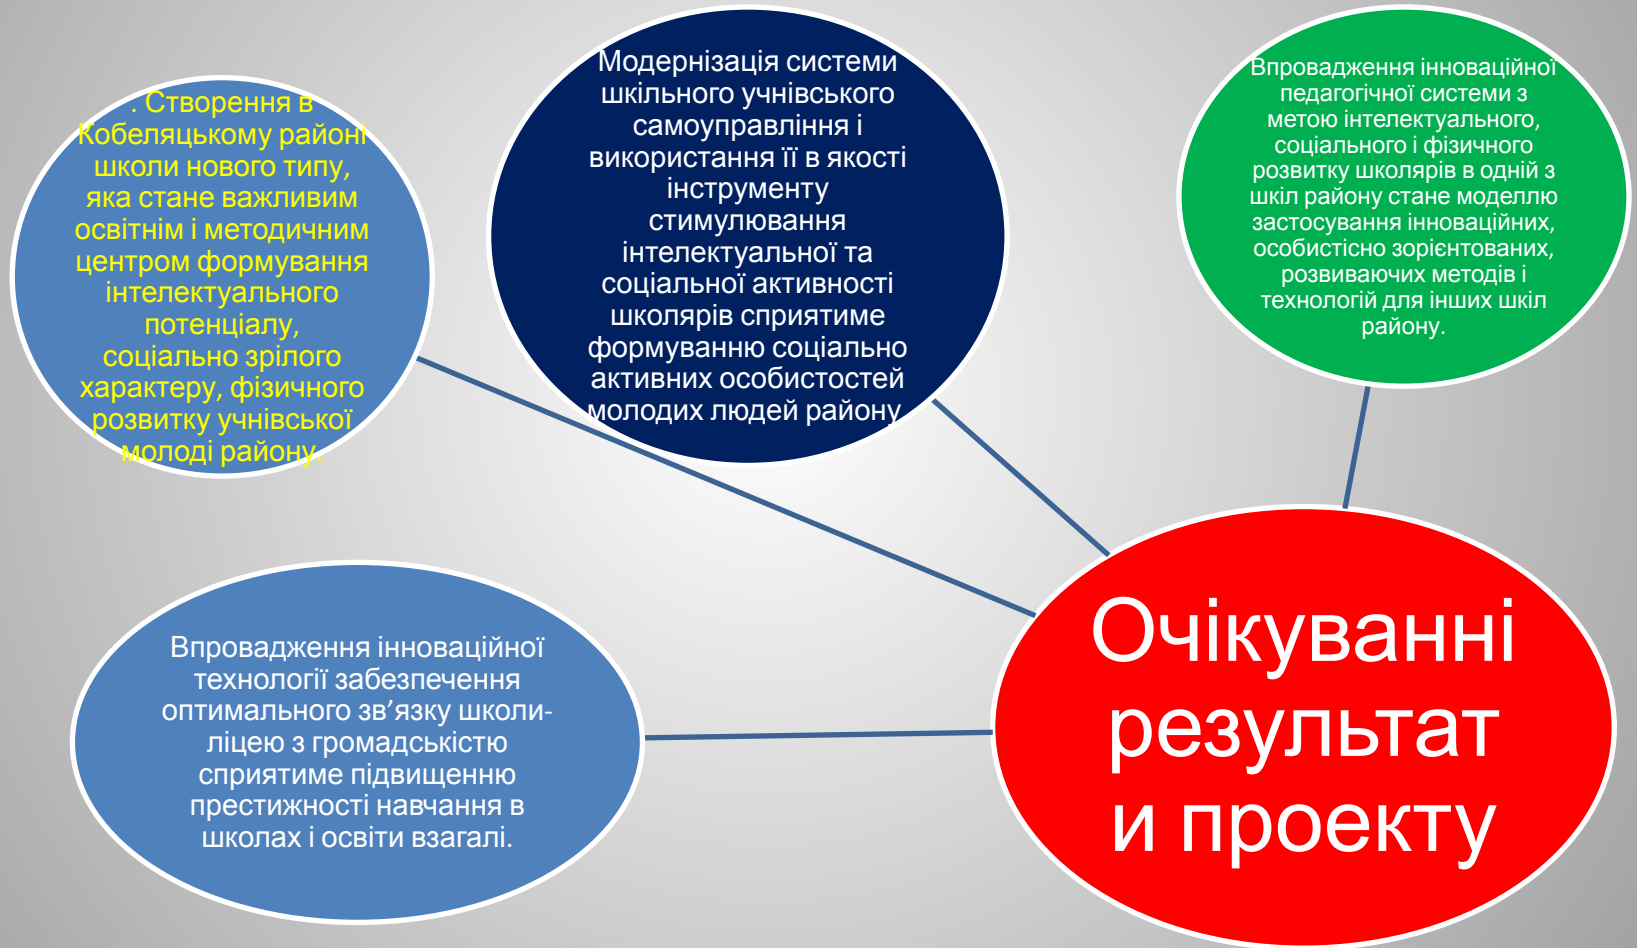 . Створення в
Кобеляцькому районі
школи нового типу,
яка стане важливим
освітнім і методичним
центром формування
інтелектуального
потенціалу,
соціально зрілого
характеру, фізичного
розвитку учнівської
молоді району.
Модернізація системи
шкільного учнівського
самоуправління і
використання її в якості
інструменту
стимулювання
інтелектуальної та
соціальної активності
школярів сприятиме
формуванню соціально
активних особистостей
молодих людей району.
Впровадження інноваційної
педагогічної системи з
метою інтелектуального,
соціального і фізичного
розвитку школярів в одній з
шкіл району стане моделлю
застосування інноваційних,
особистісно зорієнтованих,
розвиваючих методів і
технологій для інших шкіл
району.
Впровадження інноваційної
технології забезпечення
оптимального зв’язку школи-
ліцею з громадськістю
сприятиме підвищенню
престижності навчання в
школах і освіти взагалі.
Очікуванні
результат
и проекту